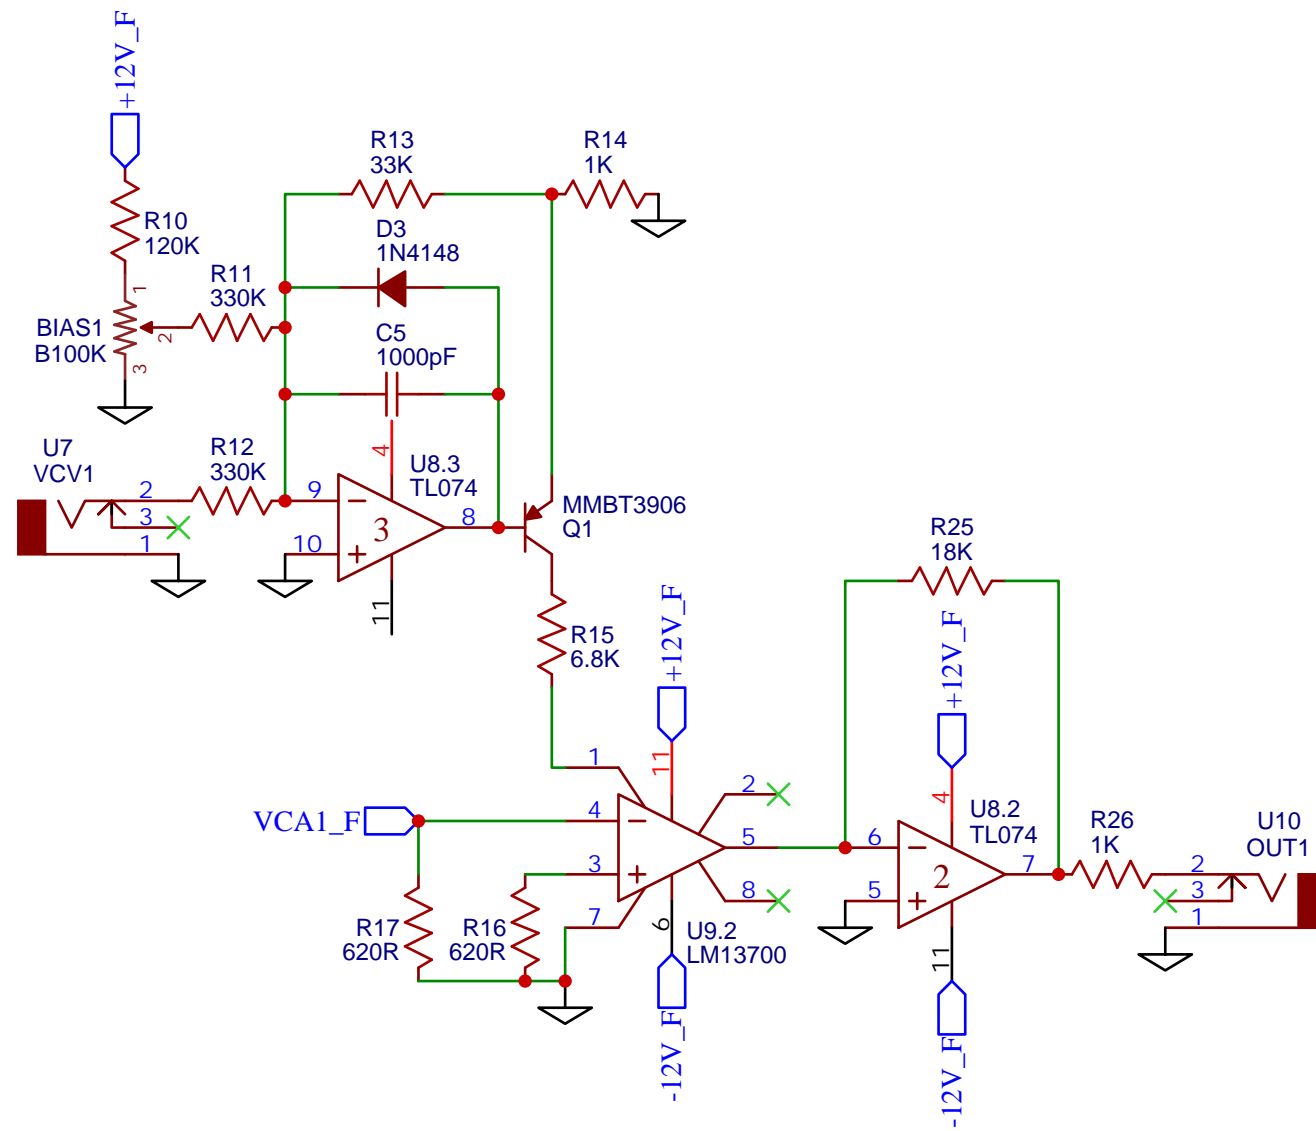 +12V_F
R10
120K
1
BIAS1
B100K
2
3
R11
330K
R13
33K
R14
1K
D3
1N4148
C5
1000pF
U7
VCV1
2
3
1
R12
330K
9
10
4
3
8
11
U8.3
TL074
MMBT3906
Q1
R15
6.8K
+12V_F
11
1
VCA1_F
4
3
7
2
5
8
6
U9.2
LM13700
-12V_F
R17
620R
R16
620R
R25
18K
+12V_F
4
U8.2
TL074
6
5
2
7
11
-12V_F
R26
1K
U10
OUT1
2
3
1